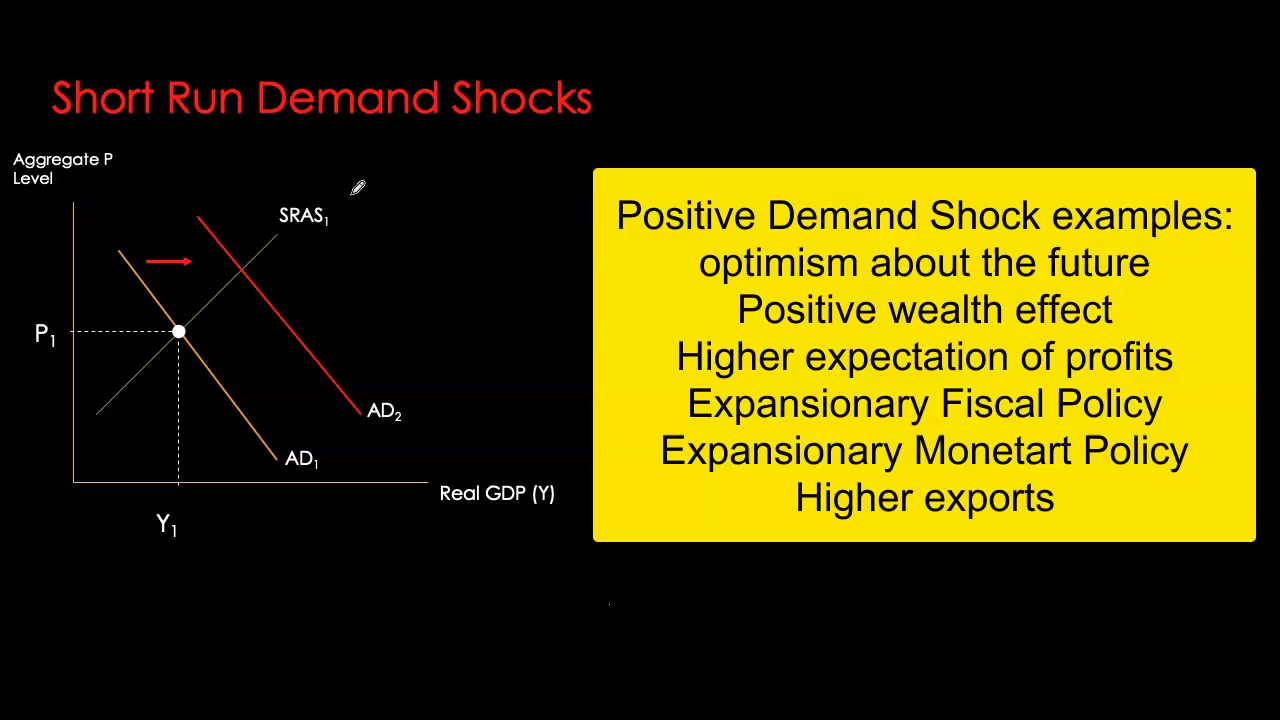 Short Run Demand Shocks
Aggregate P
Level
SRAS₁
P₁
AD₂
AD₁
Real GDP (Y)
Y₁
Positive Demand Shock examples:
optimism about the future
Positive wealth effect
Higher expectation of profits
Expansionary Fiscal Policy
Expansionary Monetart Policy
Higher exports